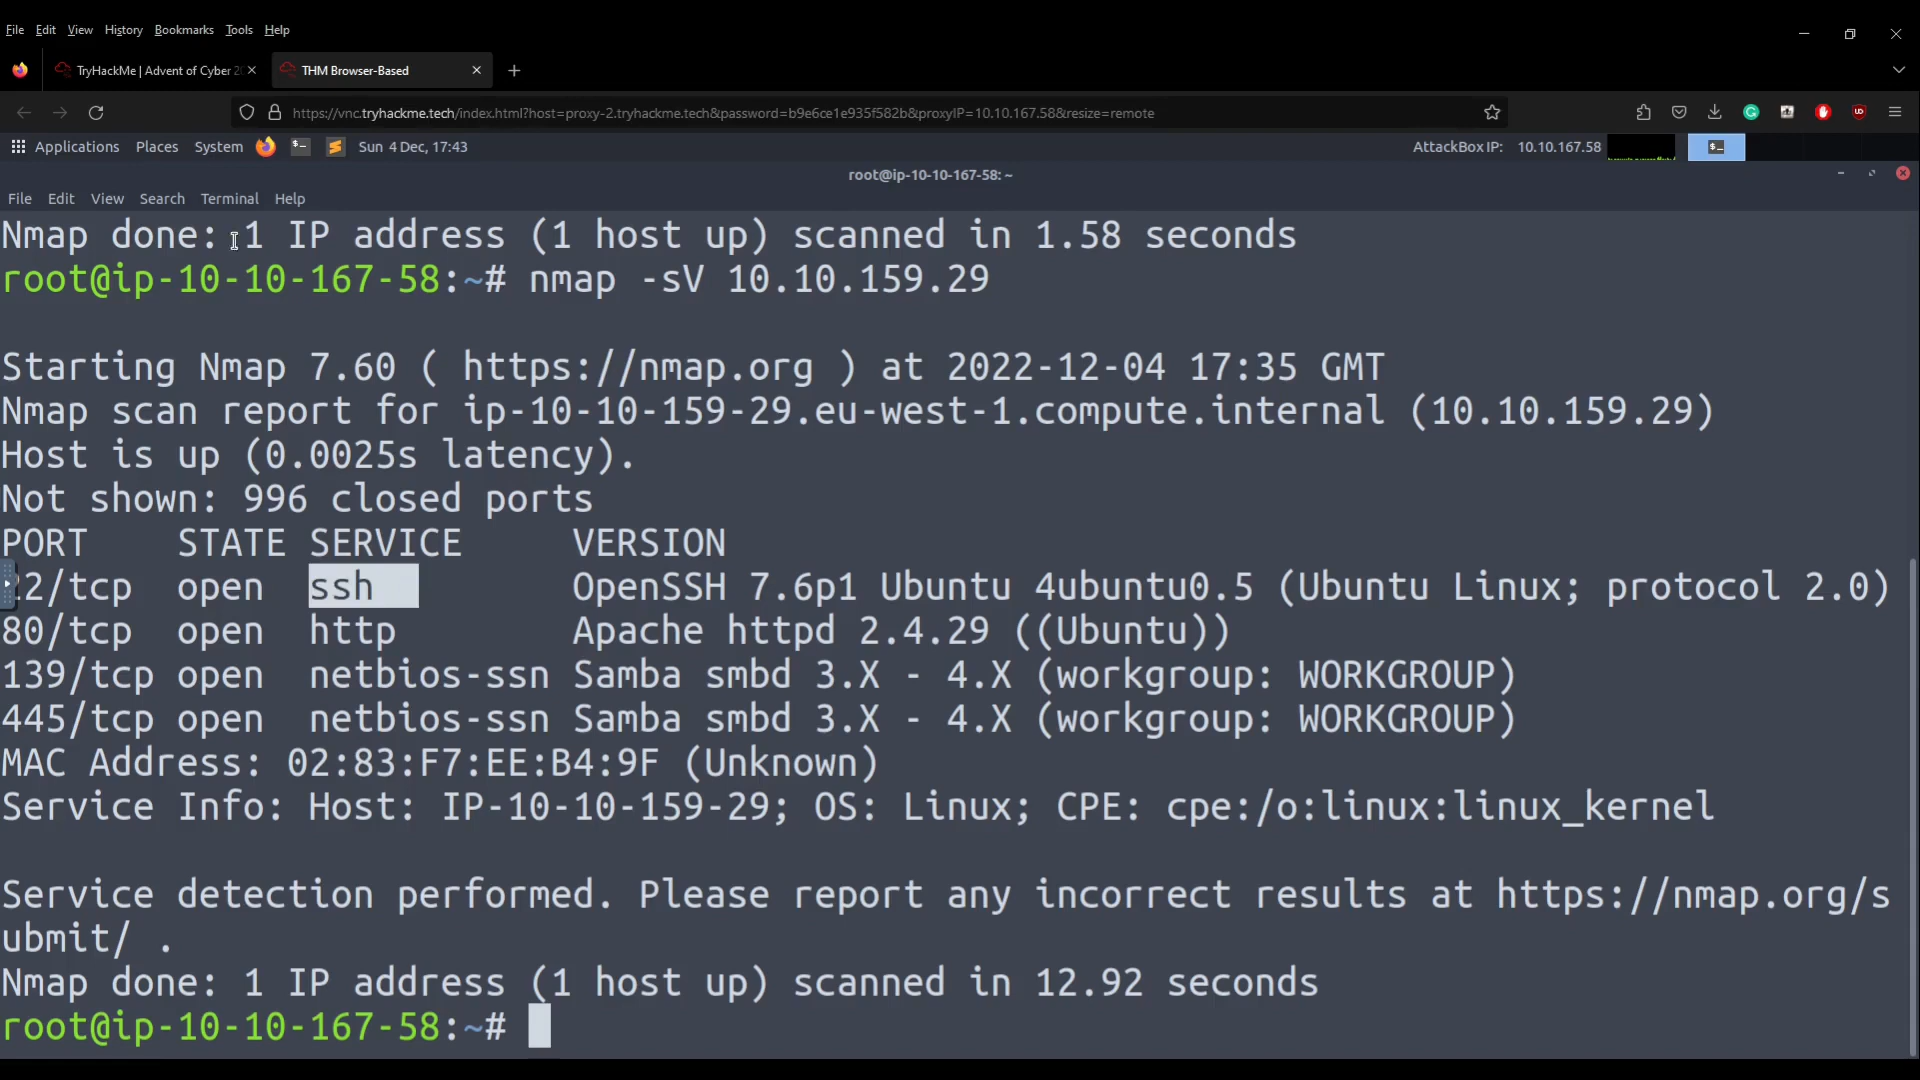 File Edit View History Bookmarks Tools Help
TryHackMe | Advent of Cyber 20
THM Browser-Based
https://vnc.tryhackme.tech/index.html?host=proxy-2.tryhackme.tech&password=b9e6ce1e935f582b&proxyIP=10.10.167.58&resize=remote
Applications Places System Sun 4 Dec, 17:43 AttackBox IP: 10.10.167.58
root@ip-10-10-167-58: ~
File Edit View Search Terminal Help
Nmap done: 1 IP address (1 host up) scanned in 1.58 seconds
root@ip-10-10-167-58:~# nmap -sV 10.10.159.29
Starting Nmap 7.60 ( https://nmap.org ) at 2022-12-04 17:35 GMT
Nmap scan report for ip-10-10-159-29.eu-west-1.compute.internal (10.10.159.29)
Host is up (0.0025s latency).
Not shown: 996 closed ports
PORT STATE SERVICE VERSION
22/tcp open ssh OpenSSH 7.6p1 Ubuntu 4ubuntu0.5 (Ubuntu Linux; protocol 2.0)
80/tcp open http Apache httpd 2.4.29 ((Ubuntu))
139/tcp open netbios-ssn Samba smbd 3.X - 4.X (workgroup: WORKGROUP)
445/tcp open netbios-ssn Samba smbd 3.X - 4.X (workgroup: WORKGROUP)
MAC Address: 02:83:F7:EE:B4:9F (Unknown)
Service Info: Host: IP-10-10-159-29; OS: Linux; CPE: cpe:/o:linux:linux_kernel
Service detection performed. Please report any incorrect results at https://nmap.org/s
ubmit/ .
Nmap done: 1 IP address (1 host up) scanned in 12.92 seconds
root@ip-10-10-167-58:~#